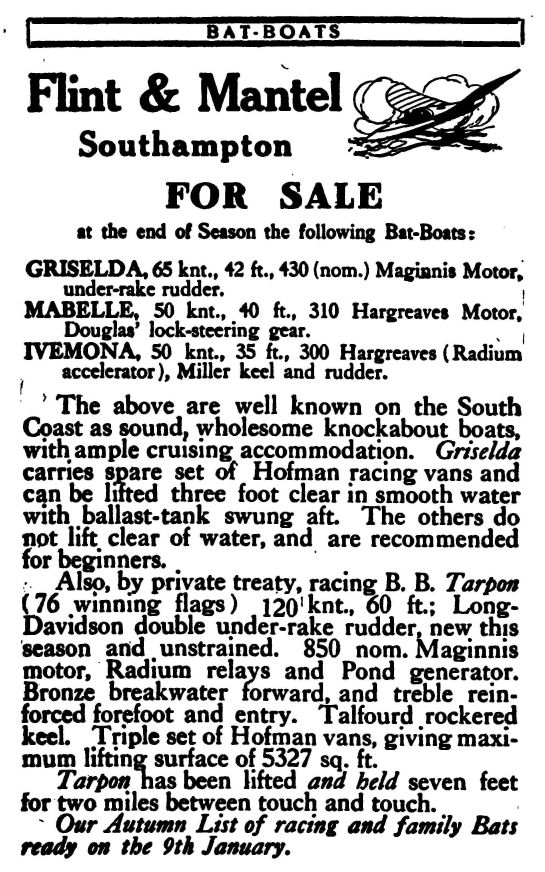 BAT-BOATS
Flint & Mantel
Southampton
FOR SALE
at the end of Season the following Bat-Boats:
GRISELDA, 65 knt., 42 ft., 430 (nom.) Maginnis Motor,
under-rake rudder.
MABELLE, 50 knt., 40 ft., 310 Hargreaves Motor,
Douglas' lock-steering gear.
IVEMONA, 50 knt., 35 ft., 300 Hargreaves (Radium
accelerator), Miller keel and rudder.
The above are well known on the South
Coast as sound, wholesome knockabout boats,
with ample cruising accommodation. Griselda
carries spare set of Hofman racing vans and
can be lifted three foot clear in smooth water
with ballast-tank swung aft. The others do
not lift clear of water, and are recommended
for beginners.
Also, by private treaty, racing B. B. Tarpon
(76 winning flags) 120 knt., 60 ft.; Long-
Davidson double under-rake rudder, new this
season and unstrained. 850 nom. Maginnis
motor, Radium relays and Pond generator.
Bronze breakwater forward, and treble rein-
forced forefoot and entry. Talfourd rockered
keel. Triple set of Hofman vans, giving maxi-
mum lifting surface of 5327 sq. ft.
Tarpon has been lifted and held seven feet
for two miles between touch and touch.
Our Autumn List of racing and family Bats
ready on the 9th January.